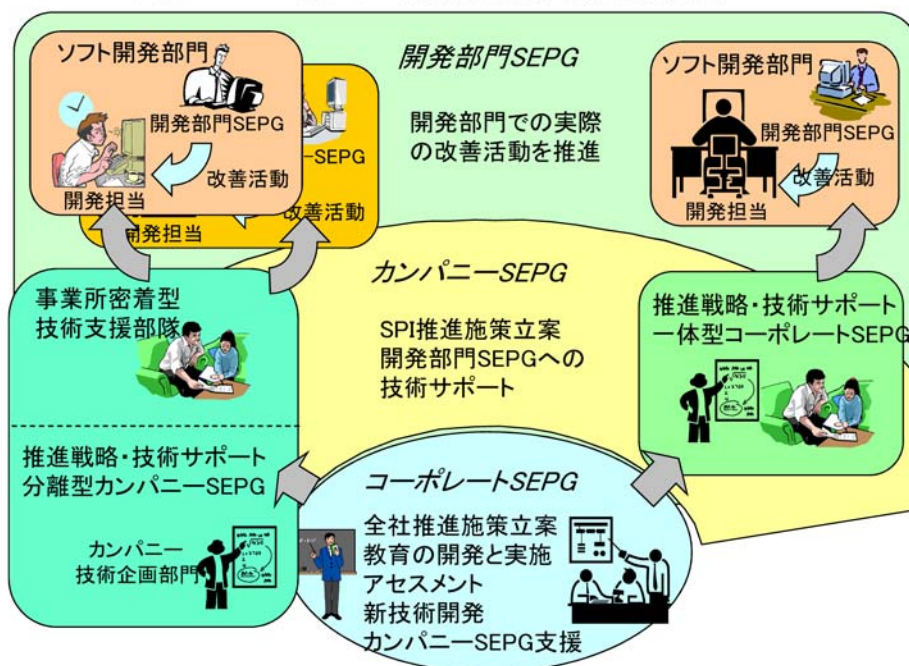 ソフト開発部門
開発部門SEPG
改善活動
開発担当
ーSEPG
改善活動
開発担当
開発部門SEPG
開発部門での実際
の改善活動を推進
ソフト開発部門
開発部門SEPG
改善活動
開発担当
カンパニーSEPG
SPI推進施策立案
開発部門SEPGへの
技術サポート
事業所密着型
技術支援部隊
推進戦略・技術サポート
分離型カンパニーSEPG
カンパニー
技術企画部門
推進戦略・技術サポート
一体型コーポレートSEPG
コーポレートSEPG
全社推進施策立案
教育の開発と実施
アセスメント
新技術開発
カンパニーSEPG支援